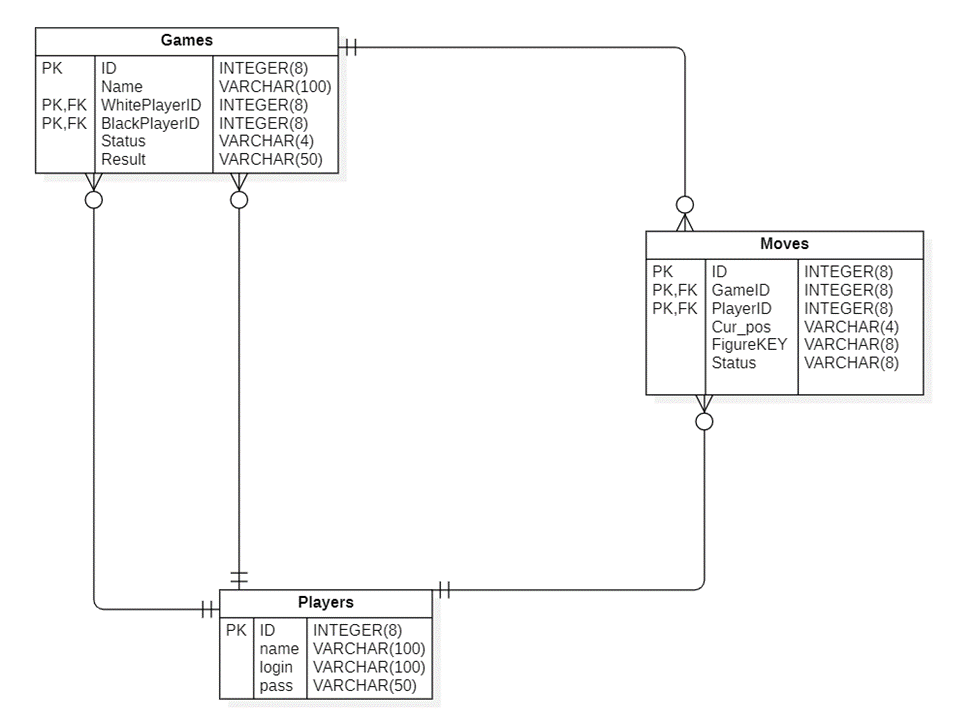 Games
PK ID INTEGER(8)
Name VARCHAR(100)
PK,FK WhitePlayerID INTEGER(8)
PK,FK BlackPlayerID INTEGER(8)
Status VARCHAR(4)
Result VARCHAR(50)
Moves
PK ID INTEGER(8)
PK,FK GameID INTEGER(8)
PK,FK PlayerID INTEGER(8)
Cur_pos VARCHAR(4)
FigureKEY VARCHAR(8)
Status VARCHAR(8)
Players
PK ID INTEGER(8)
name VARCHAR(100)
login VARCHAR(100)
pass VARCHAR(50)